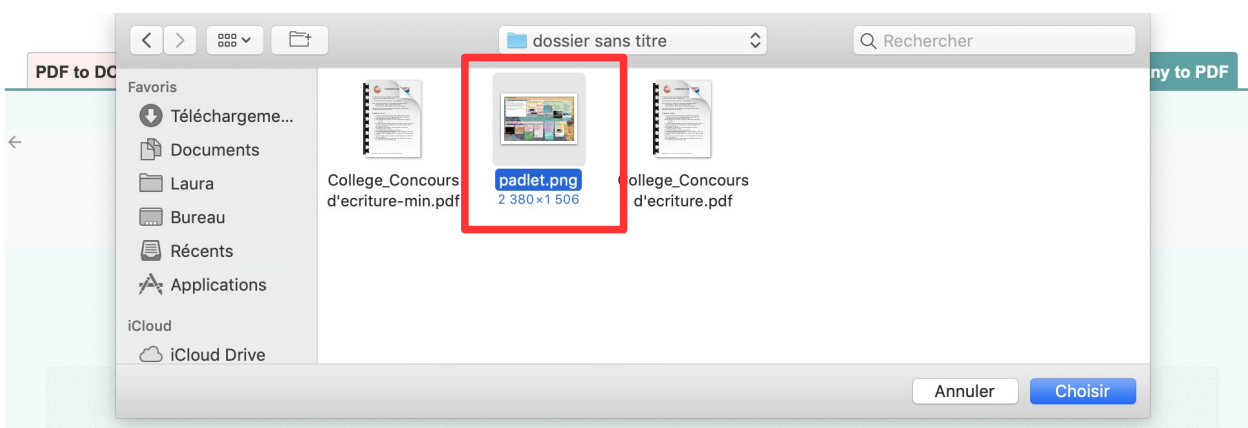 dossier sans titre
Rechercher
PDF to DO
ny to PDF
Favoris
Téléchargeme...
Documents
Laura
Bureau
Récents
Applications
iCloud
iCloud Drive
College_Concours
d'ecriture-min.pdf
padlet.png
2 380×1 506
College_Concours
d'ecriture.pdf
Annuler
Choisir